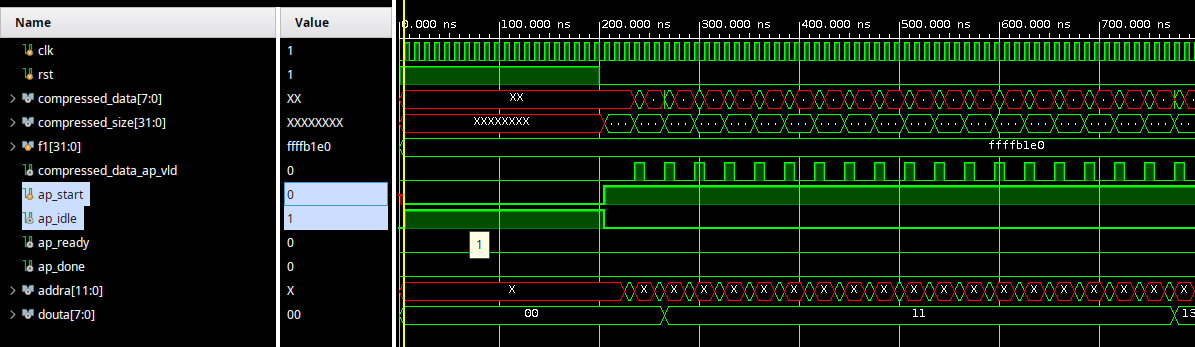 Name Value 0.000 ns 100.000 ns 200.000 ns 300.000 ns 400.000 ns 500.000 ns 600.000 ns 700.000 ns
clk 1
rst 1
compressed_data[7:0] XX XX
compressed_size[31:0] XXXXXXXX XXXXXXXX
f1[31:0] ffffb1e0 ffffb1e0
compressed_data_ap_vld 0
ap_start 0
ap_idle 1
ap_ready 0 1
ap_done 0
addra[11:0] X X X X X X X X X X X X X X X X X X X X X
douta[7:0] 00 00 11 13